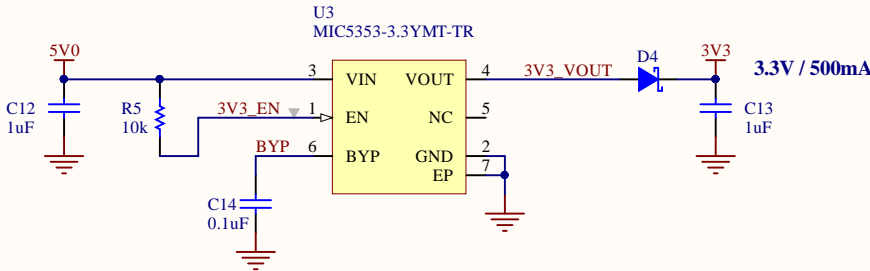 U3
MIC5353-3.3YMT-TR
5V0
D4
3V3
3 VIN VOUT 4 3V3_VOUT
3.3V / 500mA
C12
1uF
R5
10k
3V3_EN 1 EN NC 5
C13
1uF
BYP 6 BYP GND 2
EP 7
C14
0.1uF